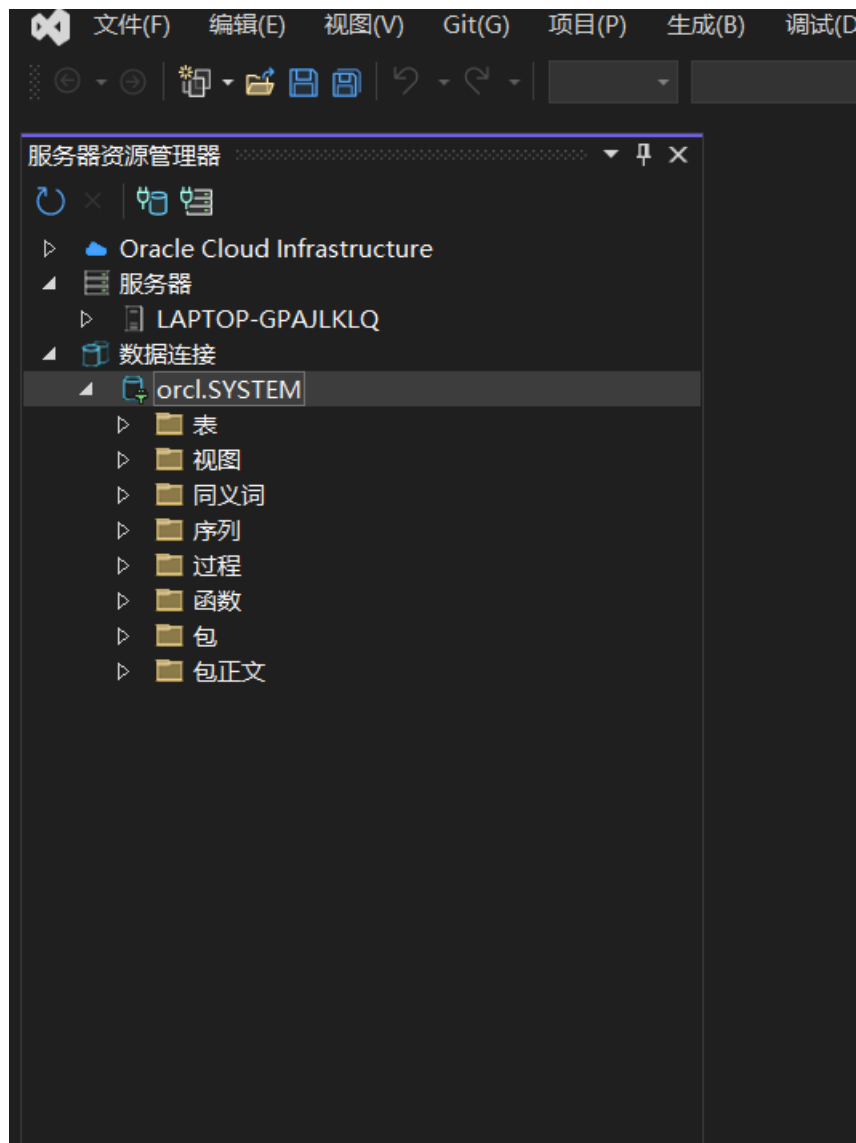 文件(F) 编辑(E) 视图(V) Git(G) 项目(P) 生成(B) 调试(D
服务器资源管理器
Oracle Cloud Infrastructure
服务器
LAPTOP-GPAJLKLQ
数据连接
orcl.SYSTEM
表
视图
同义词
序列
过程
函数
包
包正文